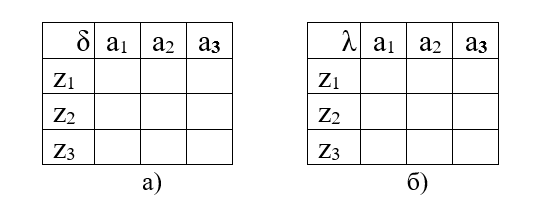 δ a₁ a₂ a₃
z₁
z₂
z₃
а)
λ a₁ a₂ a₃
z₁
z₂
z₃
б)